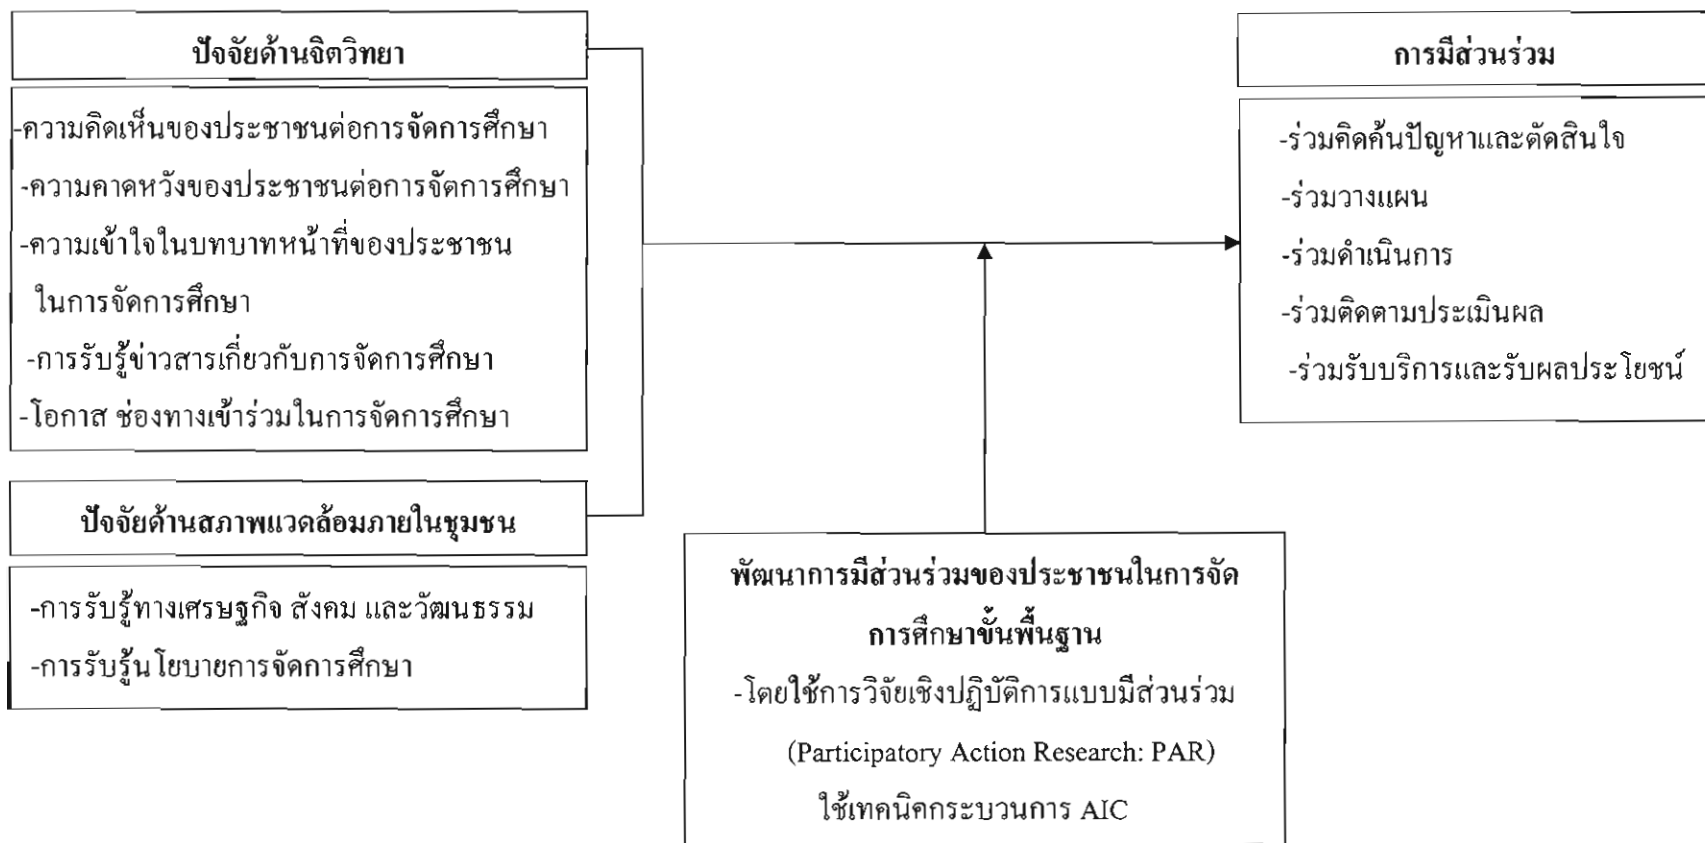 ปัจจัยด้านจิตวิทยา
-ความคิดเห็นของประชาชนต่อการจัดการศึกษา
-ความคาดหวังของประชาชนต่อการจัดการศึกษา
-ความเข้าใจในบทบาทหน้าที่ของประชาชน
ในการจัดการศึกษา
-การรับรู้ข่าวสารเกี่ยวกับการจัดการศึกษา
-โอกาส ช่องทางเข้าร่วมในการจัดการศึกษา
ปัจจัยด้านสภาพแวดล้อมภายในชุมชน
-การรับรู้ทางเศรษฐกิจ สังคม และวัฒนธรรม
-การรับรู้นโยบายการจัดการศึกษา
พัฒนาการมีส่วนร่วมของประชาชนในการจัด
การศึกษาขั้นพื้นฐาน
-โดยใช้การวิจัยเชิงปฏิบัติการแบบมีส่วนร่วม
(Participatory Action Research: PAR)
ใช้เทคนิคกระบวนการ AIC
การมีส่วนร่วม
-ร่วมคิดค้นปัญหาและตัดสินใจ
-ร่วมวางแผน
-ร่วมดำเนินการ
-ร่วมติดตามประเมินผล
-ร่วมรับบริการและรับผลประโยชน์